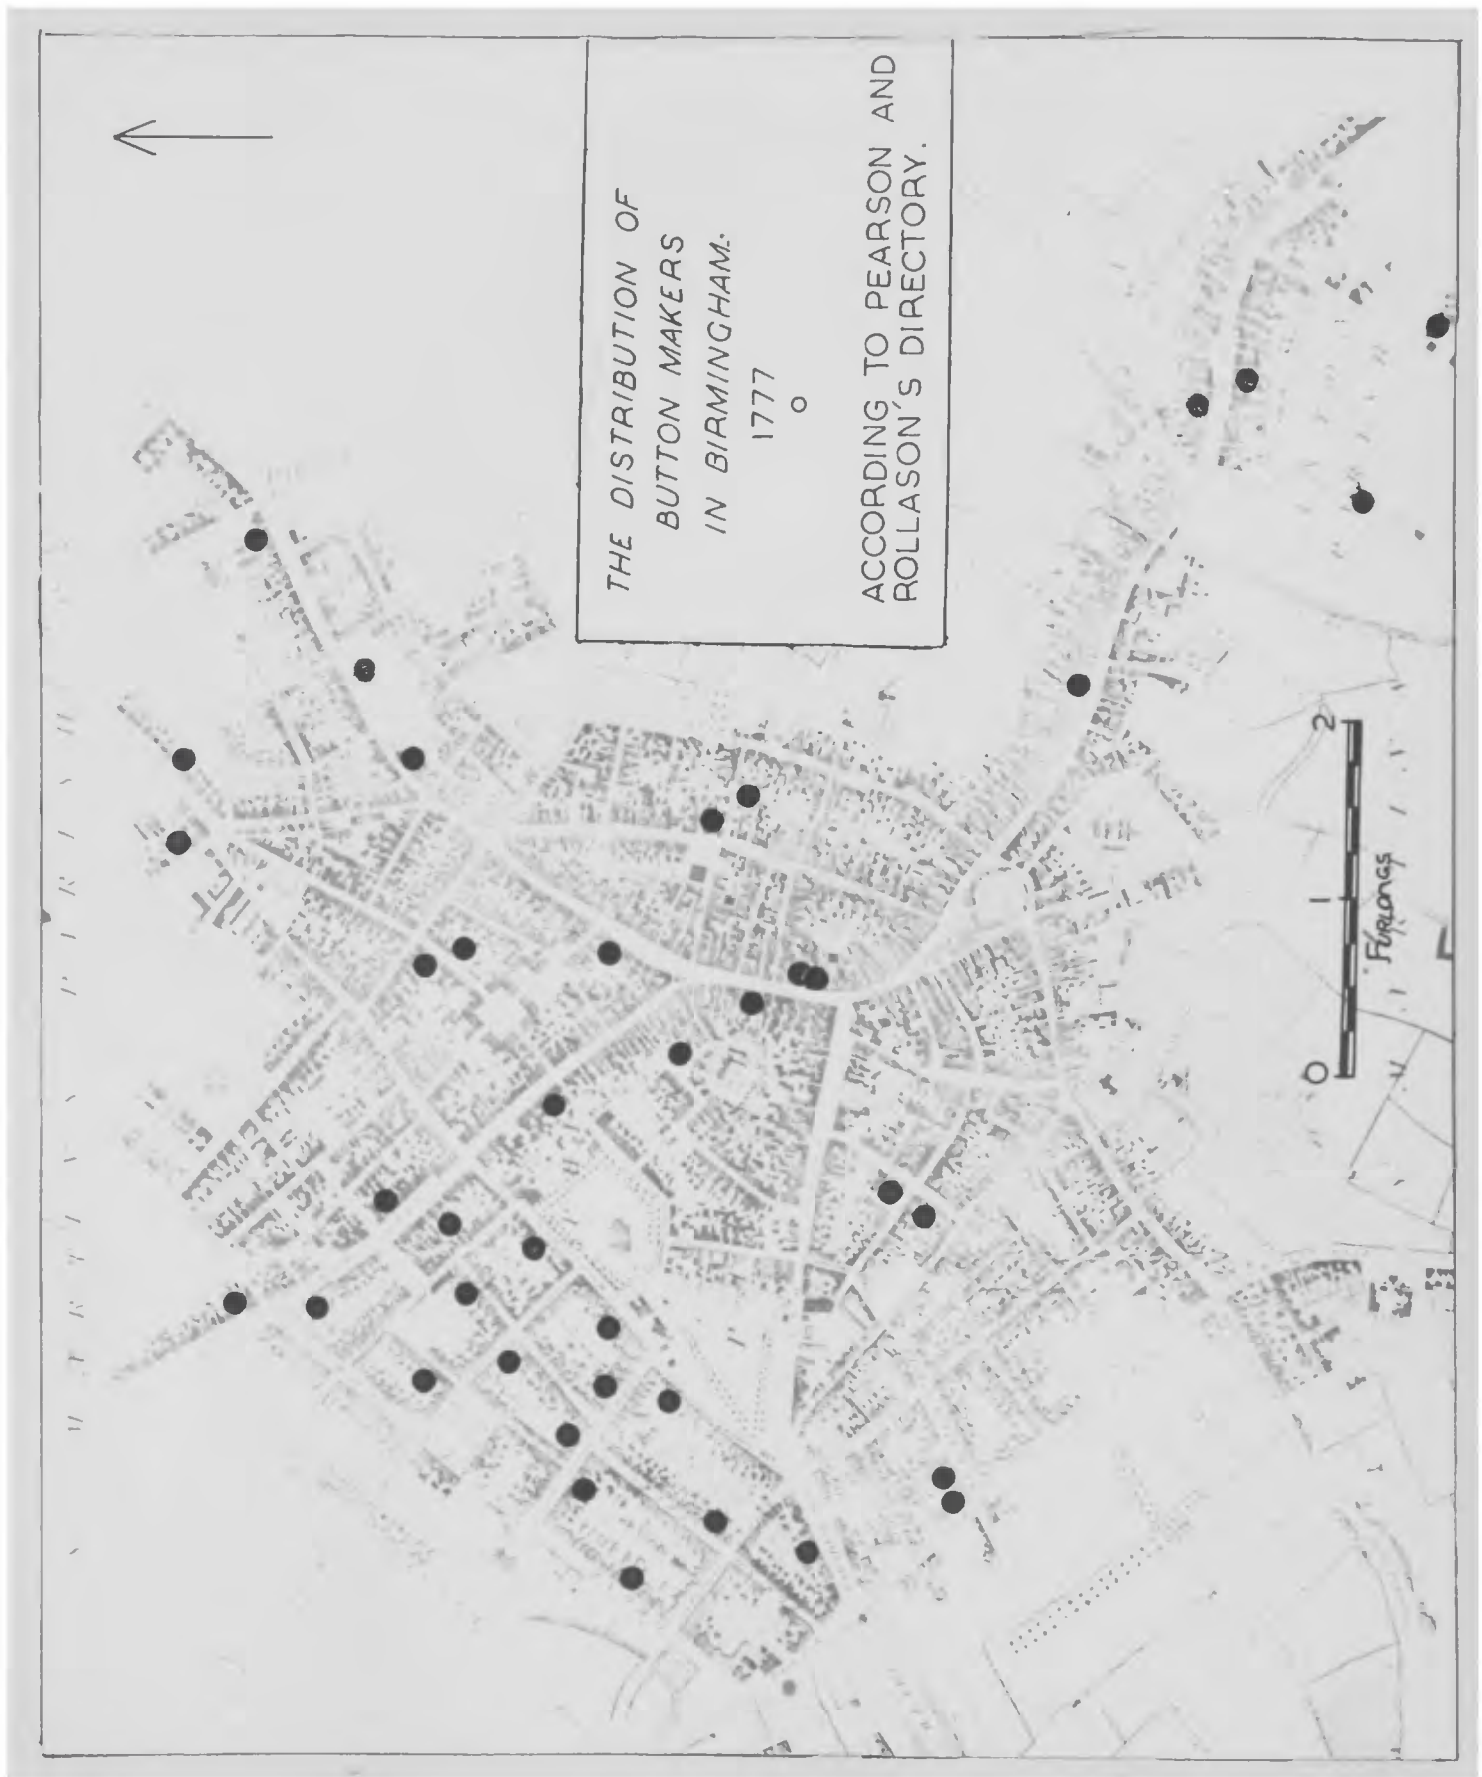 THE DISTRIBUTION OF
BUTTON MAKERS
IN BIRMINGHAM.
1777
ACCORDING TO PEARSON AND
ROLLASON'S DIRECTORY.
0 1 2
FURLONGS